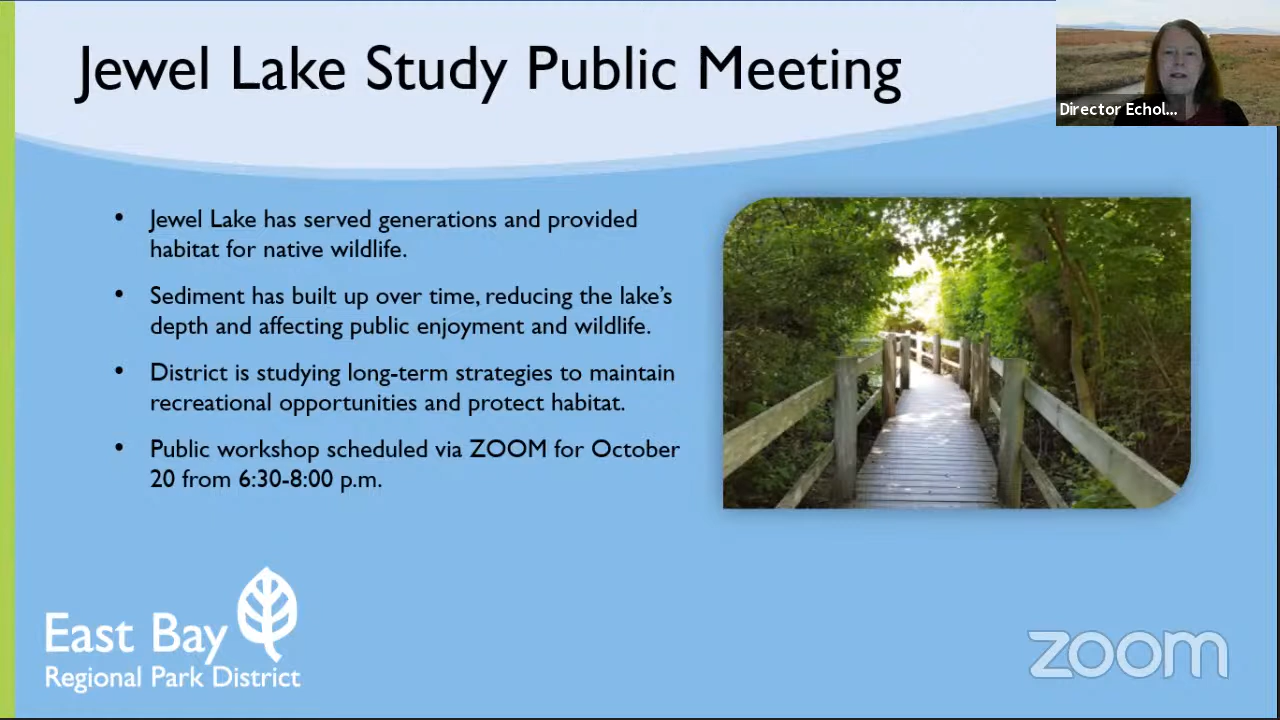 Jewel Lake Study Public Meeting
Director Echol...
• Jewel Lake has served generations and provided
habitat for native wildlife.
• Sediment has built up over time, reducing the lake's
depth and affecting public enjoyment and wildlife.
• District is studying long-term strategies to maintain
recreational opportunities and protect habitat.
• Public workshop scheduled via ZOOM for October
20 from 6:30-8:00 p.m.
East Bay
Regional Park District
zoom